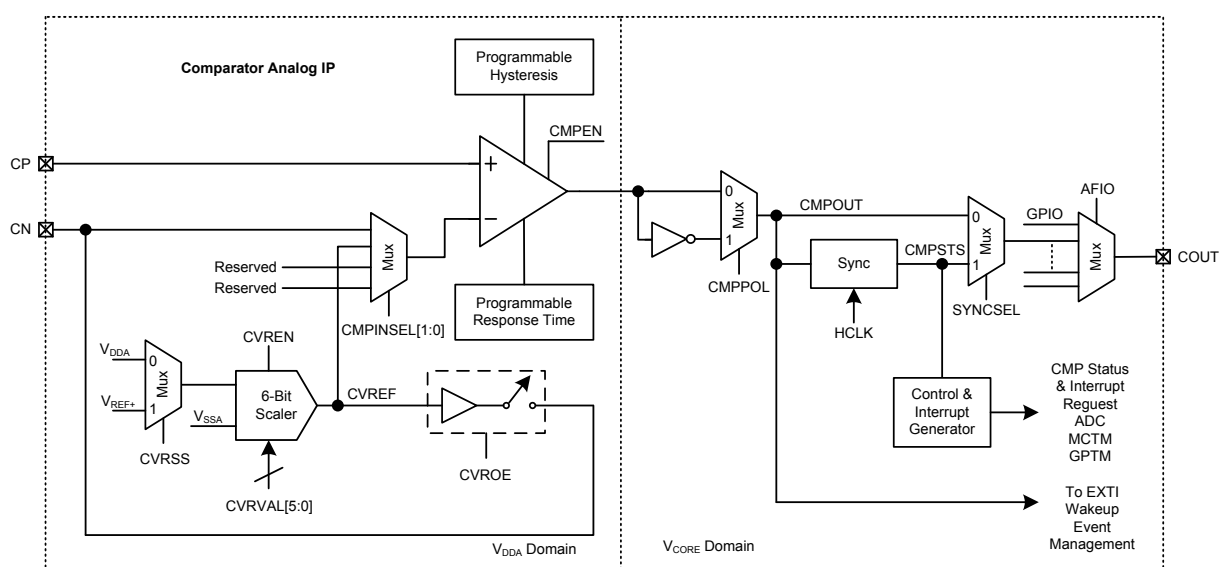 Comparator Analog IP
Programmable
Hysteresis
CMPEN
CP
+
−
CN
Mux
Reserved
Reserved
CMPINSEL[1:0]
Programmable
Response Time
VDDA
0
Mux
VREF+
1
CVRSS
CVREN
6-Bit
Scaler
VSSA
CVRVAL[5:0]
CVREF
CVROE
VDDA Domain
VCORE Domain
0
Mux
1
CMPPOL
CMPOUT
Sync
HCLK
CMPSTS
0
Mux
1
SYNCSEL
AFIO
GPIO
Mux
COUT
Control &
Interrupt
Generator
CMP Status
& Interrupt
Reguest
ADC
MCTM
GPTM
To EXTI
Wakeup
Event
Management